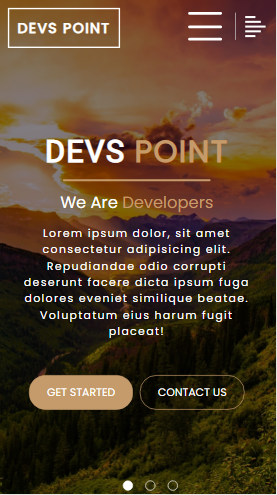 DEVS POINT
DEVS POINT
We Are Developers
Lorem ipsum dolor, sit amet
consectetur adipisicing elit.
Repudiandae odio corrupti
deserunt facere dicta ipsum fuga
dolores eveniet similique beatae.
Voluptatum eius harum fugit
placeat!
GET STARTED
CONTACT US